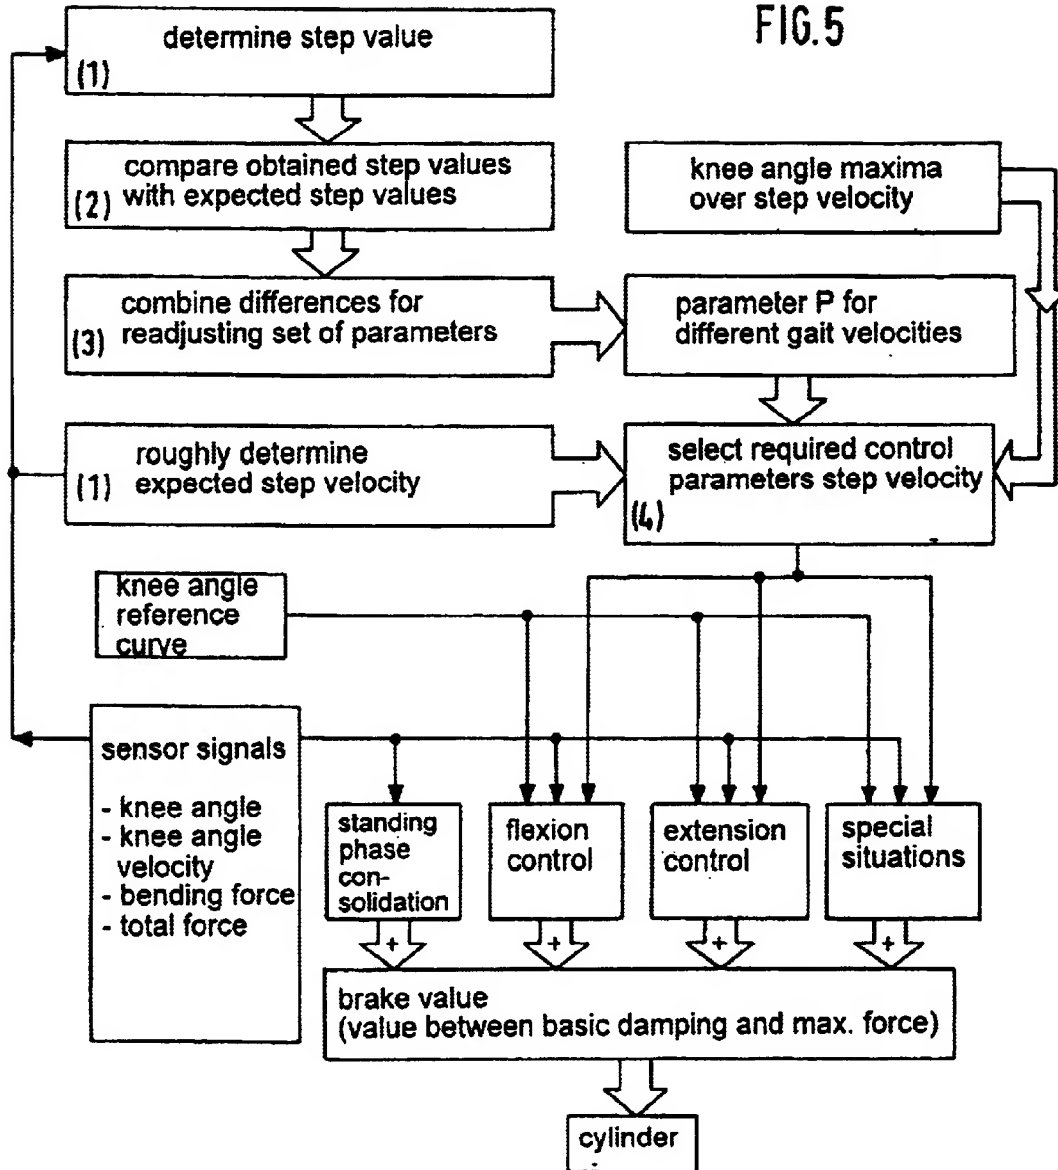 FIG.5
determine step value
(1)
compare obtained step values
(2) with expected step values
knee angle maxima
over step velocity
combine differences for
(3) readjusting set of parameters
parameter P for
different gait velocities
roughly determine
(1) expected step velocity
select required control
parameters step velocity
(4)
knee angle
reference
curve
sensor signals
- knee angle
- knee angle
velocity
- bending force
- total force
standing
phase
con-
solidation
flexion
control
extension
control
special
situations
+ + + +
brake value
(value between basic damping and max. force)
cylinder